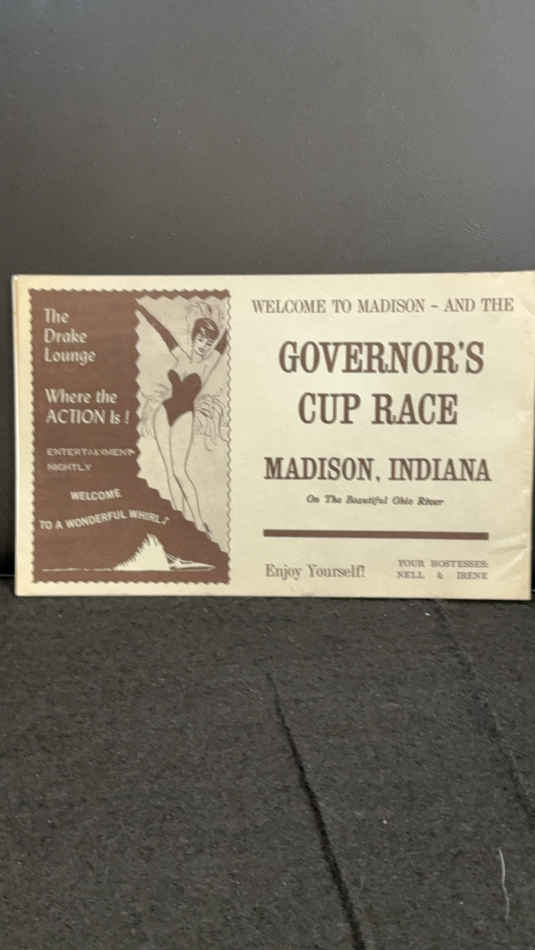 The
Drake
Lounge
Where the
ACTION Is !
ENTERTAINMENT
NIGHTLY
WELCOME
TO A WONDERFUL WHIRL !
WELCOME TO MADISON – AND THE
GOVERNOR'S
CUP RACE
MADISON, INDIANA
On The Beautiful Ohio River
Enjoy Yourself!
YOUR HOSTESSES:
NELL & IRENE